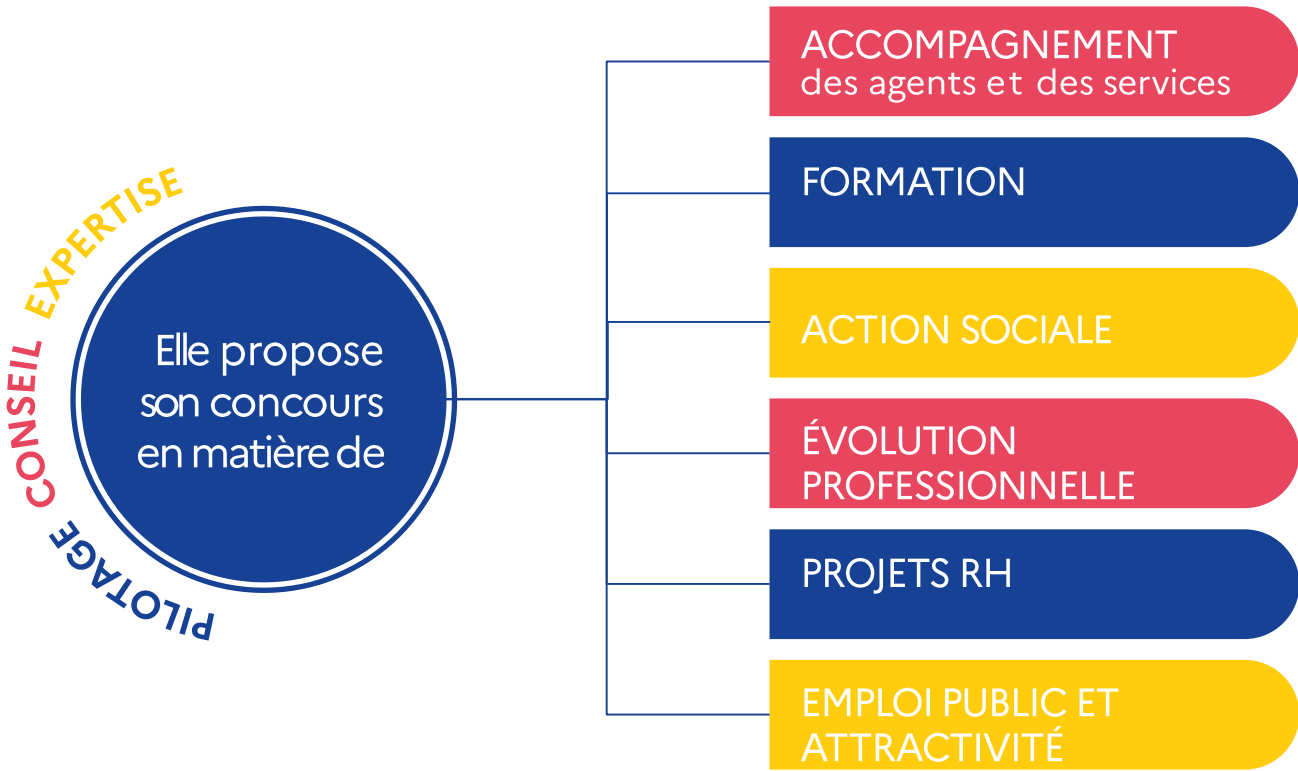 PILOTAGE CONSEIL EXPERTISE
Elle propose
son concours
en matière de
ACCOMPAGNEMENT
des agents et des services
FORMATION
ACTION SOCIALE
ÉVOLUTION
PROFESSIONNELLE
PROJETS RH
EMPLOI PUBLIC ET
ATTRACTIVITÉ